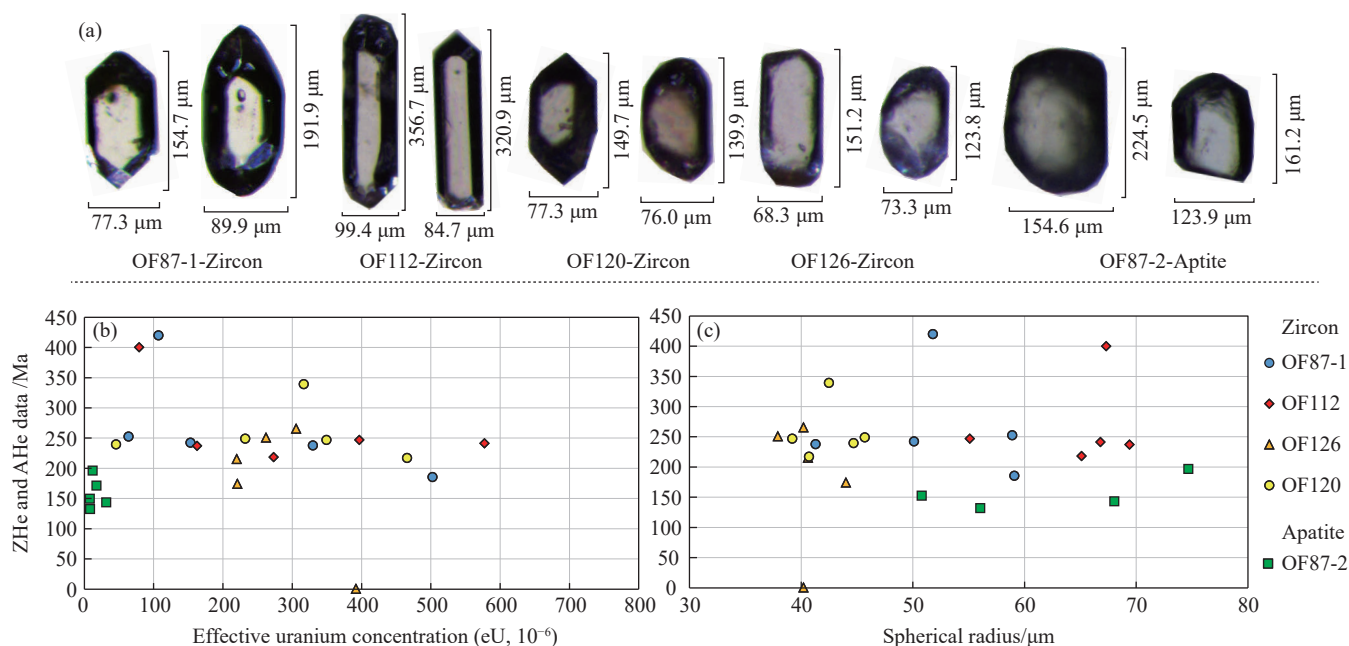 (a)
154.7 μm
77.3 μm
191.9 μm
89.9 μm
356.7 μm
99.4 μm
320.9 μm
84.7 μm
149.7 μm
77.3 μm
139.9 μm
76.0 μm
151.2 μm
68.3 μm
123.8 μm
73.3 μm
224.5 μm
154.6 μm
161.2 μm
123.9 μm
OF87-1-Zircon
OF112-Zircon
OF120-Zircon
OF126-Zircon
OF87-2-Aptite
ZHe and AHe data /Ma
450
400
350
300
250
200
150
100
50
0
(b)
0 100 200 300 400 500 600 700 800
Effective uranium concentration (eU, 10⁻⁶)
450
400
350
300
250
200
150
100
50
0
(c)
30 40 50 60 70 80
Spherical radius/μm
Zircon
OF87-1
OF112
OF126
OF120
Apatite
OF87-2